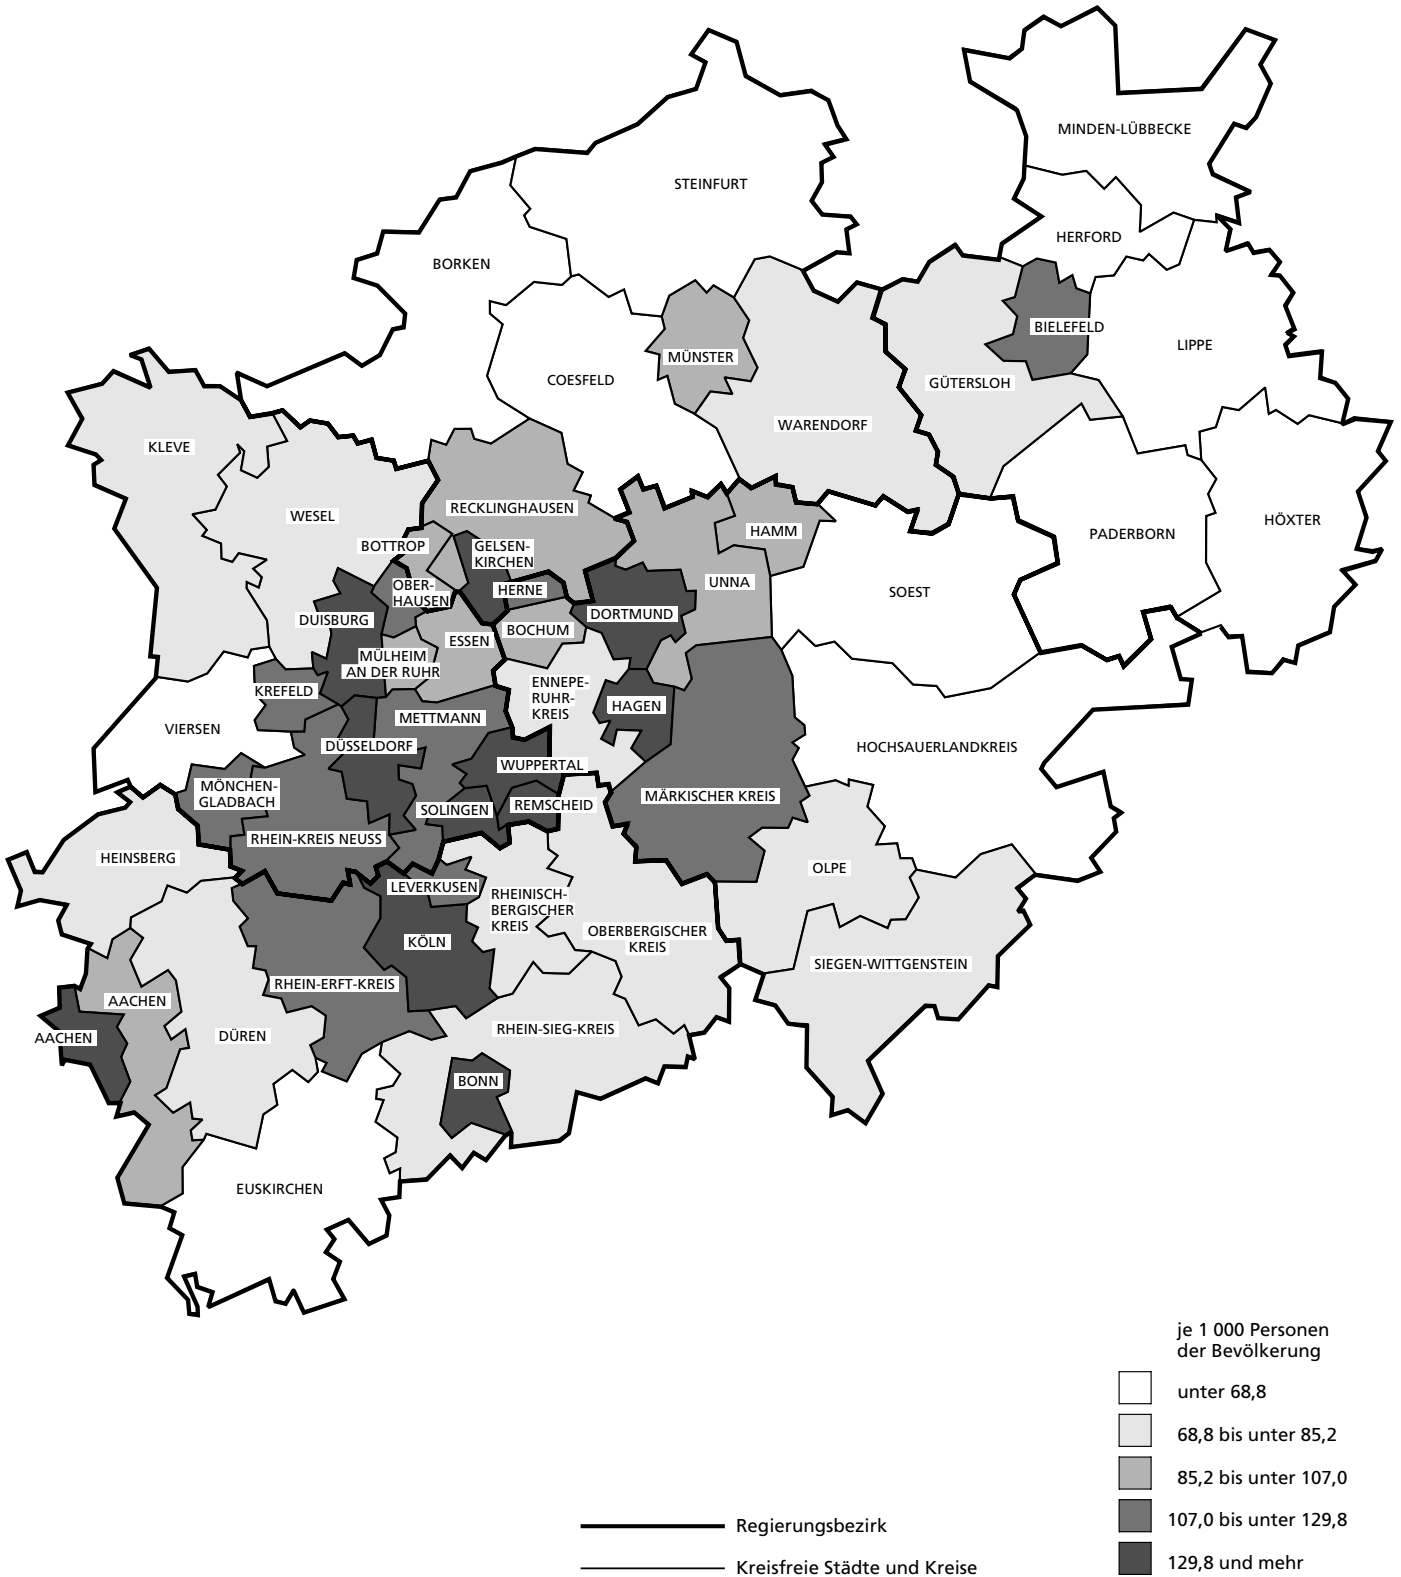 MINDEN-LÜBBECKE
STEINFURT
HERFORD
BORKEN
BIELEFELD
LIPPE
MÜNSTER
COESFELD
GÜTERSLOH
WARENDORF
KLEVE
RECKLINGHAUSEN
WESEL
HÖXTER
HAMM
PADERBORN
BOTTROP
GELSEN-
KIRCHEN
UNNA
OBER-
HAUSEN
HERNE
SOEST
DORTMUND
DUISBURG
BOCHUM
ESSEN
MÜLHEIM
AN DER RUHR
ENNEPE-
RUHR-
KREIS
KREFELD
HAGEN
METTMANN
VIERSEN
DÜSSELDORF
HOCHSAUERLANDKREIS
WUPPERTAL
MÖNCHEN-
GLADBACH
MÄRKISCHER KREIS
SOLINGEN
REMSCHEID
RHEIN-KREIS NEUSS
HEINSBERG
OLPE
LEVERKUSEN
RHEINISCH-
BERGISCHER
KREIS
OBERBERGISCHER
KREIS
KÖLN
SIEGEN-WITTGENSTEIN
RHEIN-ERFT-KREIS
AACHEN
RHEIN-SIEG-KREIS
AACHEN
DÜREN
BONN
EUSKIRCHEN
je 1 000 Personen
der Bevölkerung
unter 68,8
68,8 bis unter 85,2
85,2 bis unter 107,0
107,0 bis unter 129,8
129,8 und mehr
Regierungsbezirk
Kreisfreie Städte und Kreise